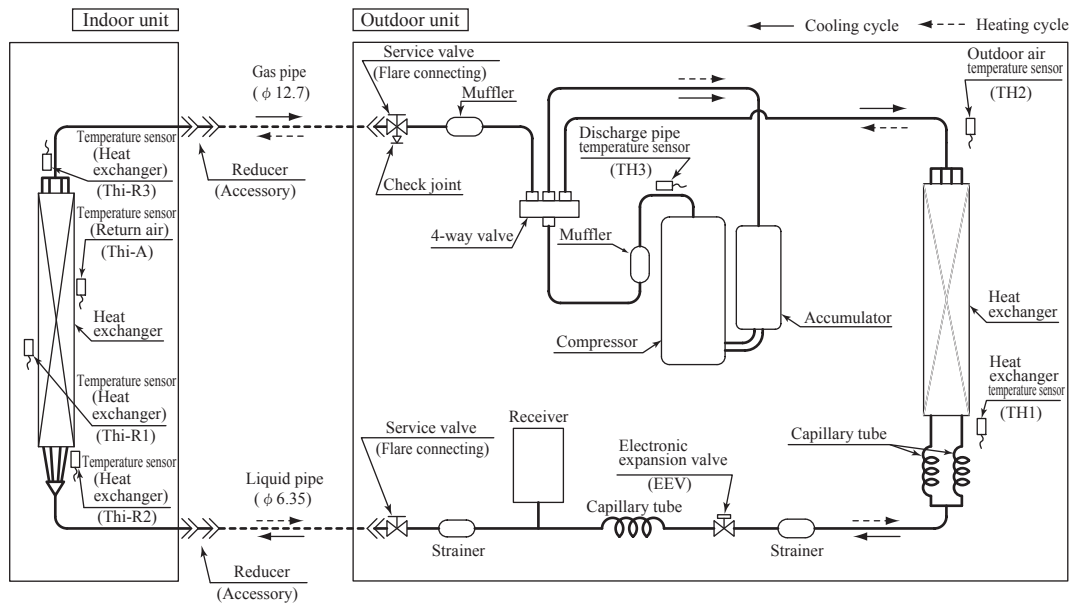 Indoor unit
Outdoor unit
Cooling cycle
Heating cycle
Gas pipe
( φ 12.7)
Service valve
(Flare connecting)
Muffler
Check joint
Reducer
(Accessory)
Temperature sensor
(Heat
exchanger)
(Thi-R3)
Temperature sensor
(Return air)
(Thi-A)
Heat
exchanger
Temperature sensor
(Heat
exchanger)
(Thi-R1)
Temperature sensor
(Heat
exchanger)
(Thi-R2)
4-way valve
Discharge pipe
temperature sensor
(TH3)
Muffler
Compressor
Accumulator
Outdoor air
temperature sensor
(TH2)
Heat
exchanger
Heat
exchanger
temperature sensor
(TH1)
Capillary tube
Liquid pipe
( φ 6.35)
Reducer
(Accessory)
Service valve
(Flare connecting)
Strainer
Receiver
Capillary tube
Electronic
expansion valve
(EEV)
Strainer